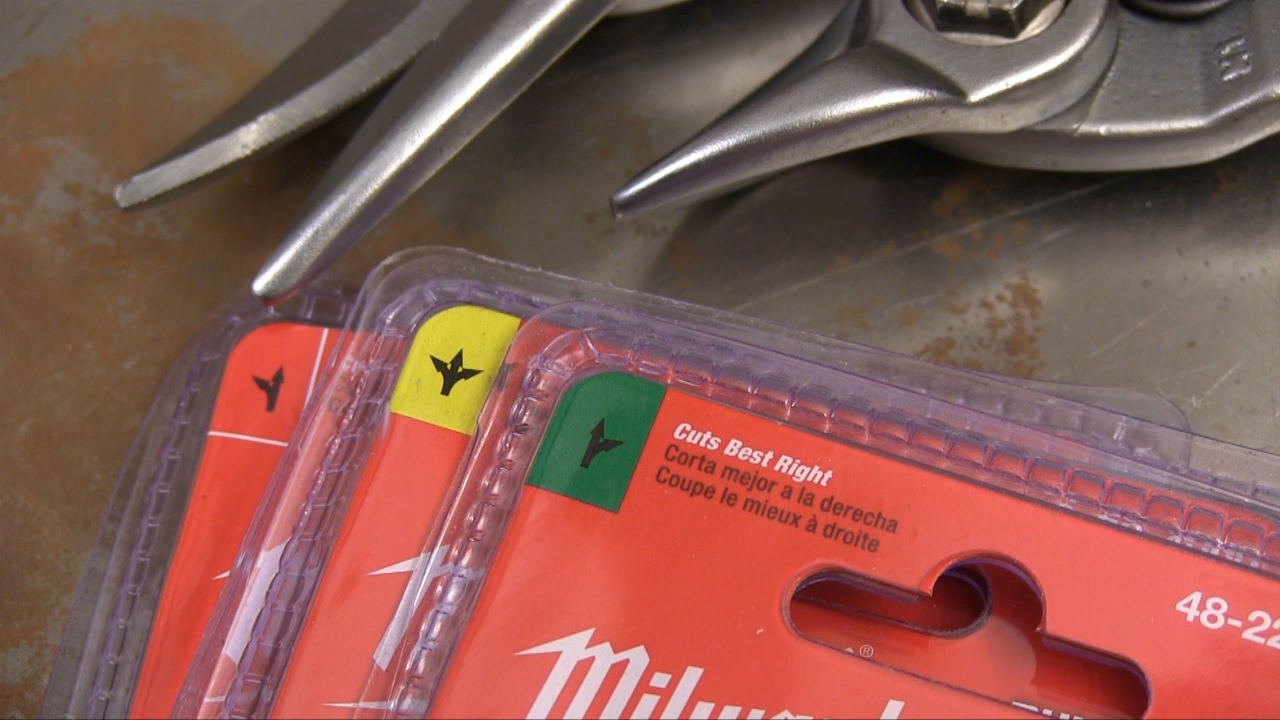 Cuts Best Right
Corta mejor a la derecha
Coupe le mieux à droite
48-22
®